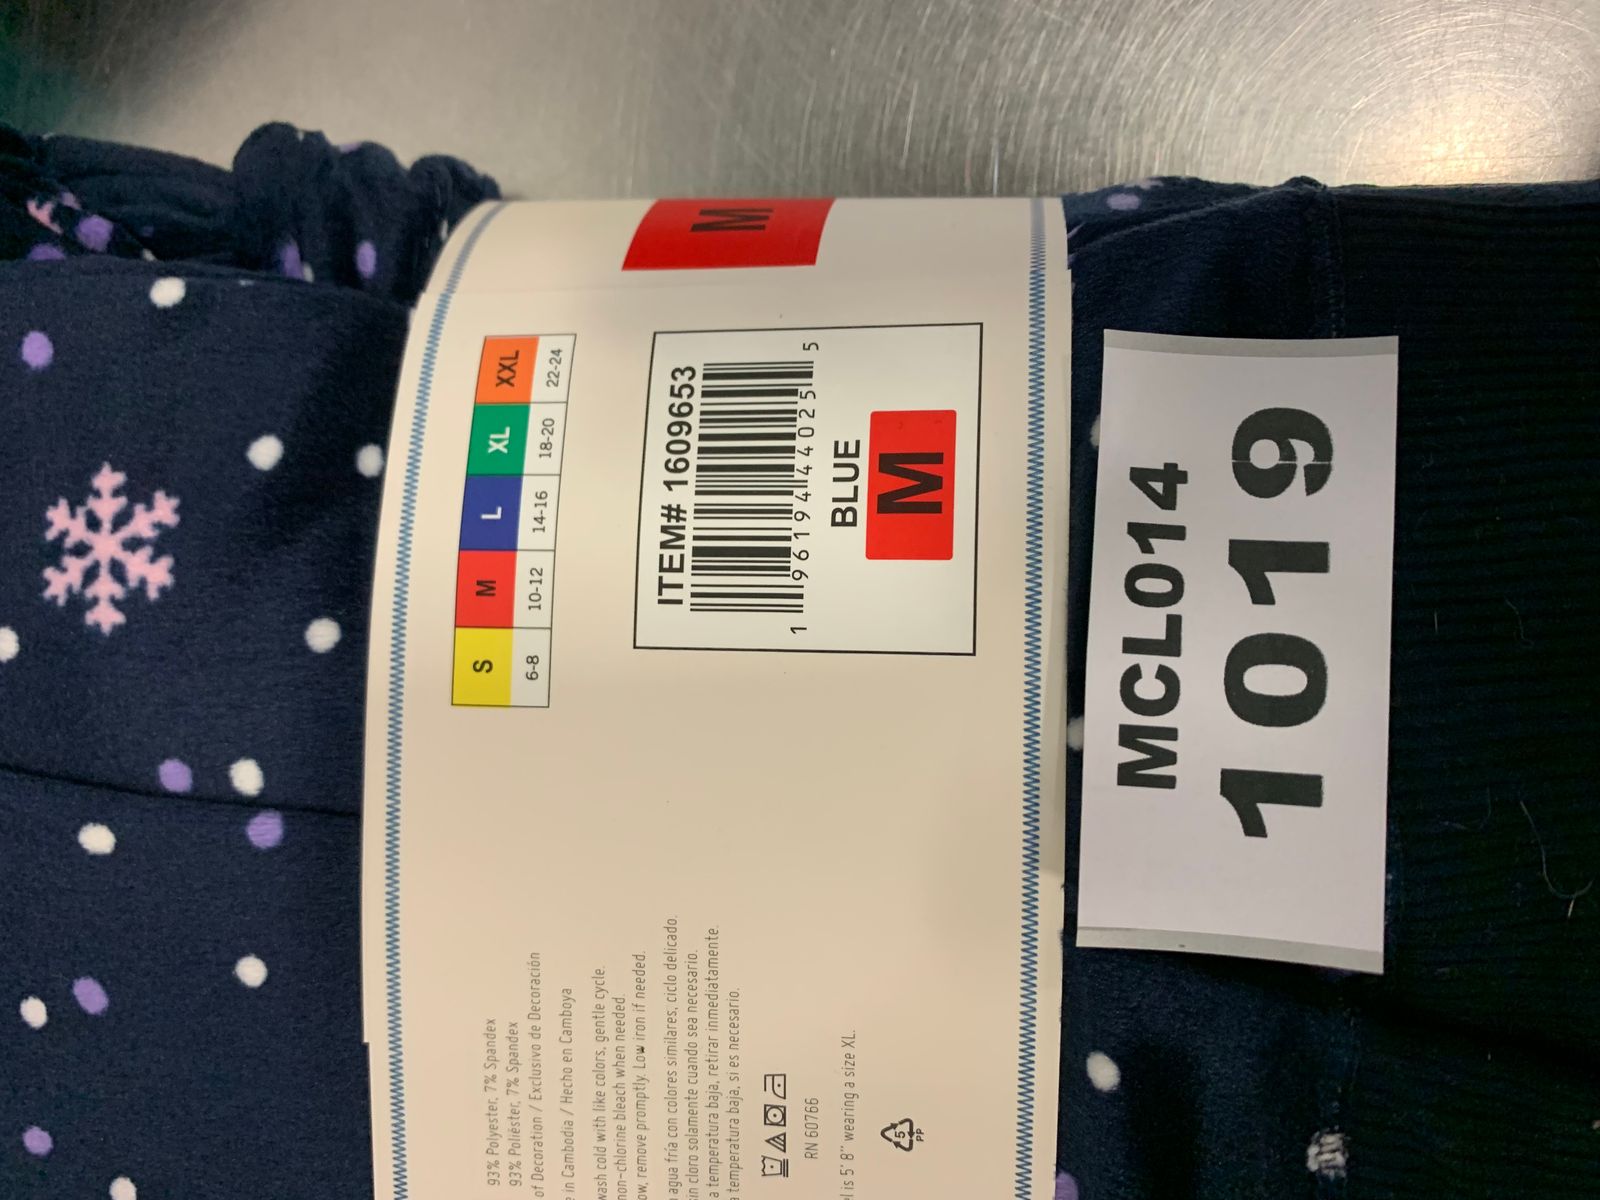 M
S M L XL XXL
6-8 10-12 14-16 18-20 22-24
ITEM# 1609653
1 96194 44025 5
BLUE
M
93% Polyester, 7% Spandex
93% Poliéster, 7% Spandex
of Decoration / Exclusivo de Decoración
in Cambodia / Hecho en Camboya
wash cold with like colors, gentle cycle.
non-chlorine bleach when needed.
remove promptly. Low iron if needed.
agua fría con colores similares, ciclo delicado.
cloro solamente cuando sea necesario.
a temperatura baja, retirar inmediatamente.
temperatura baja, si es necesario.
RN 60766
is 5' 8" wearing a size XL.
5
PP
MCL014
1019